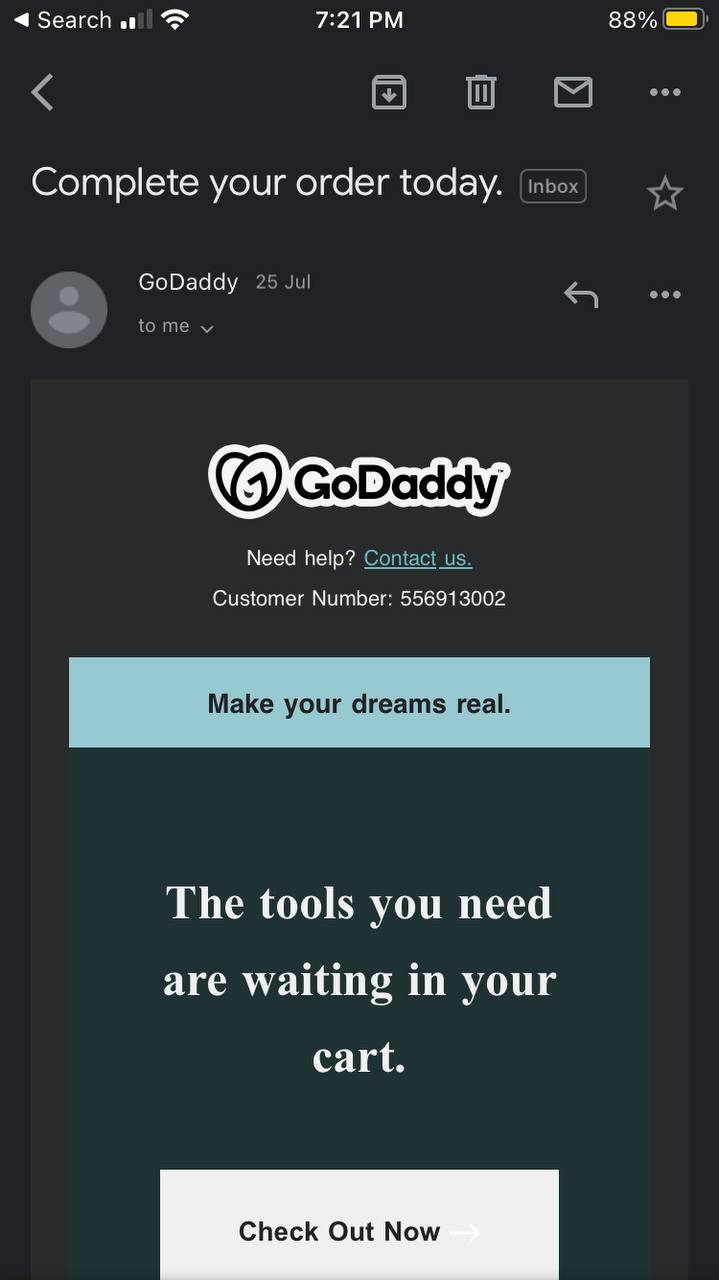 Search 7:21 PM 88%
Complete your order today. Inbox
GoDaddy 25 Jul
to me
GoDaddy™
Need help? Contact us.
Customer Number: 556913002
Make your dreams real.
The tools you need
are waiting in your
cart.
Check Out Now →